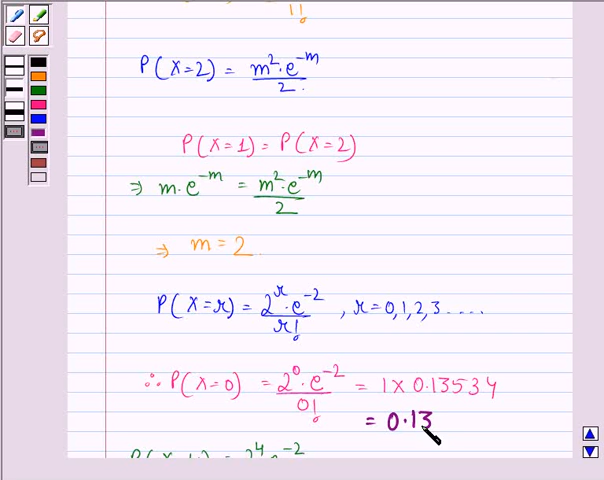 1!
P(X=2) = m²·e⁻ᵐ/2.
P(X=1) = P(X=2)
⇒ m·e⁻ᵐ = m²·e⁻ᵐ/2
⇒ m = 2
P(X=r) = 2ʳ·e⁻²/r! , r=0,1,2,3.....
∴ P(X=0) = 2⁰·e⁻²/0! = 1 X 0.13534
= 0.13